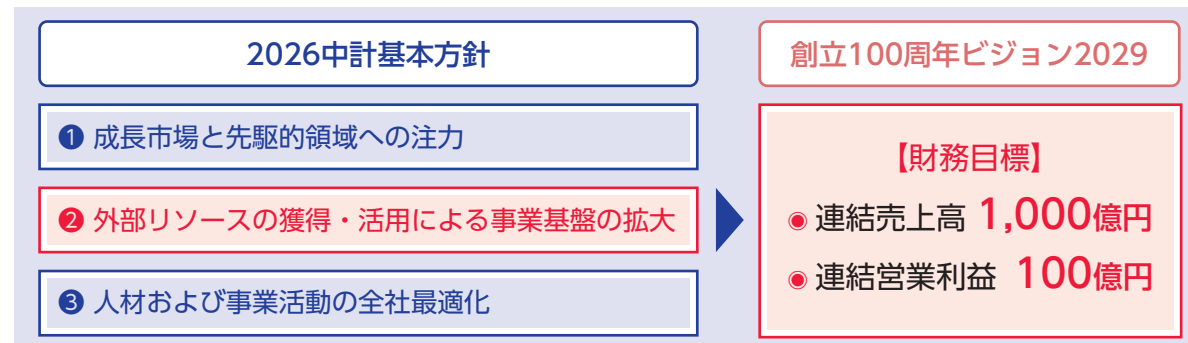 2026中計基本方針
❶ 成長市場と先駆的領域への注力
❷ 外部リソースの獲得・活用による事業基盤の拡大
❸ 人材および事業活動の全社最適化
創立100周年ビジョン2029
【財務目標】
◉ 連結売上高 1,000億円
◉ 連結営業利益 100億円